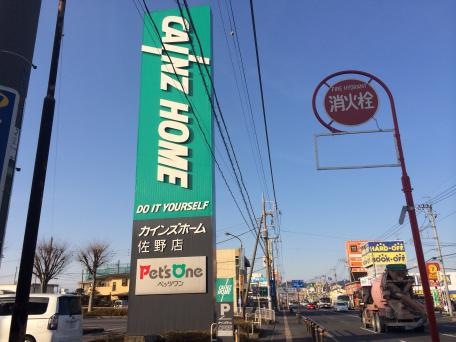 CAINZ HOME
DO IT YOURSELF
カインズホーム
佐野店
Pet's One
ペッツワン
P
FIRE HYDRANT
消火栓
HARD-OFF
BOOK-OFF